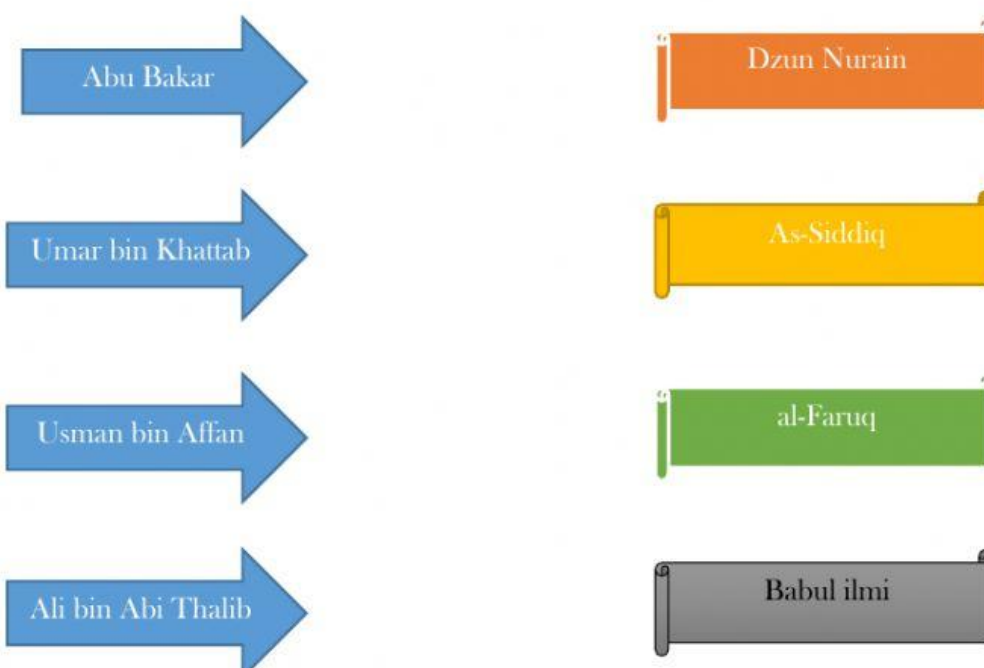 Abu Bakar
Dzun Nurain
Umar bin Khattab
As-Siddiq
Usman bin Affan
al-Faruq
Ali bin Abi Thalib
Babul ilmi